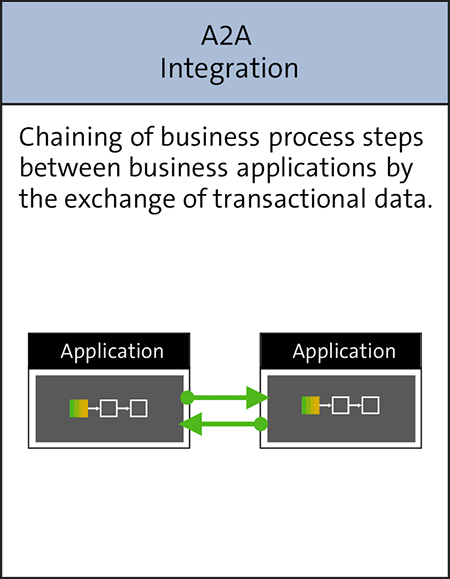 A2A
Integration
Chaining of business process steps
between business applications by
the exchange of transactional data.
Application
Application